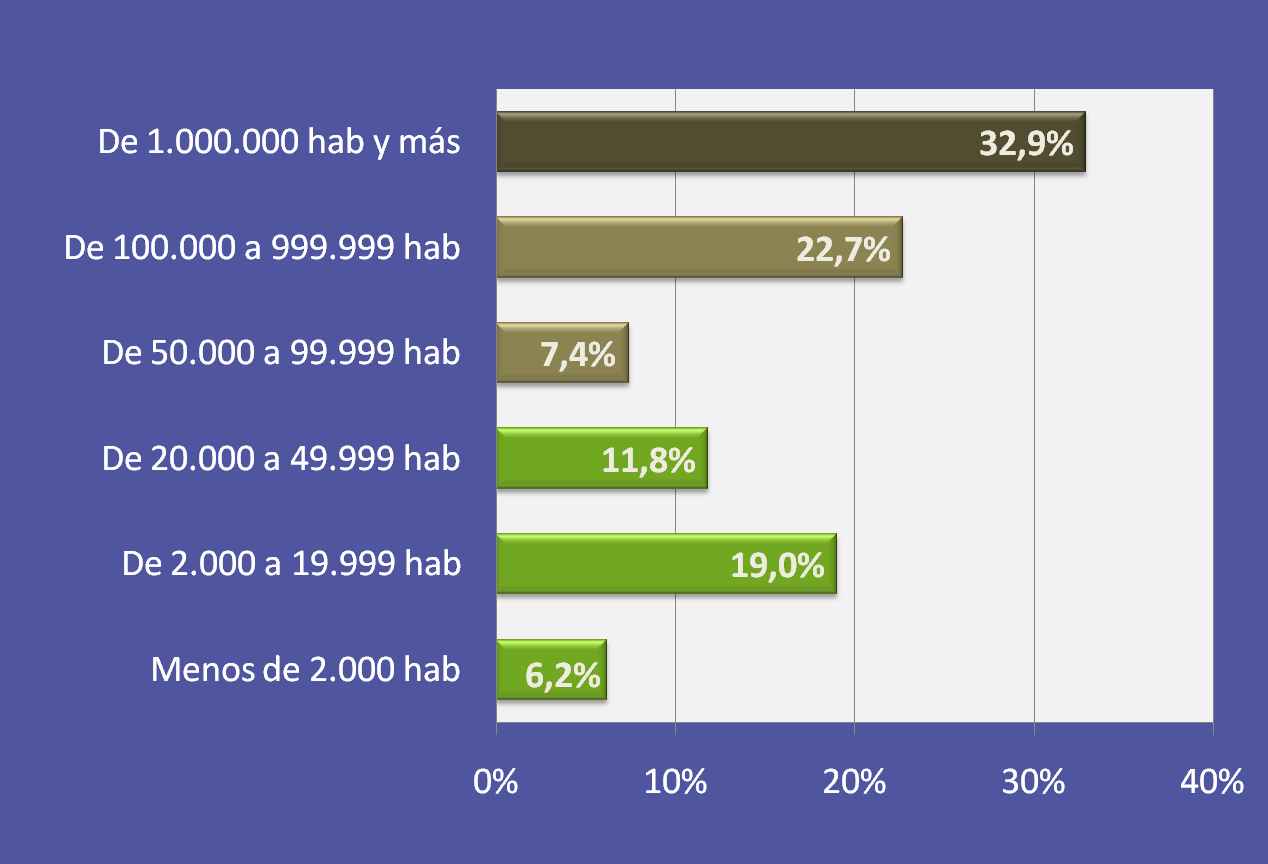 De 1.000.000 hab y más
32,9%
De 100.000 a 999.999 hab
22,7%
De 50.000 a 99.999 hab
7,4%
De 20.000 a 49.999 hab
11,8%
De 2.000 a 19.999 hab
19,0%
Menos de 2.000 hab
6,2%
0% 10% 20% 30% 40%